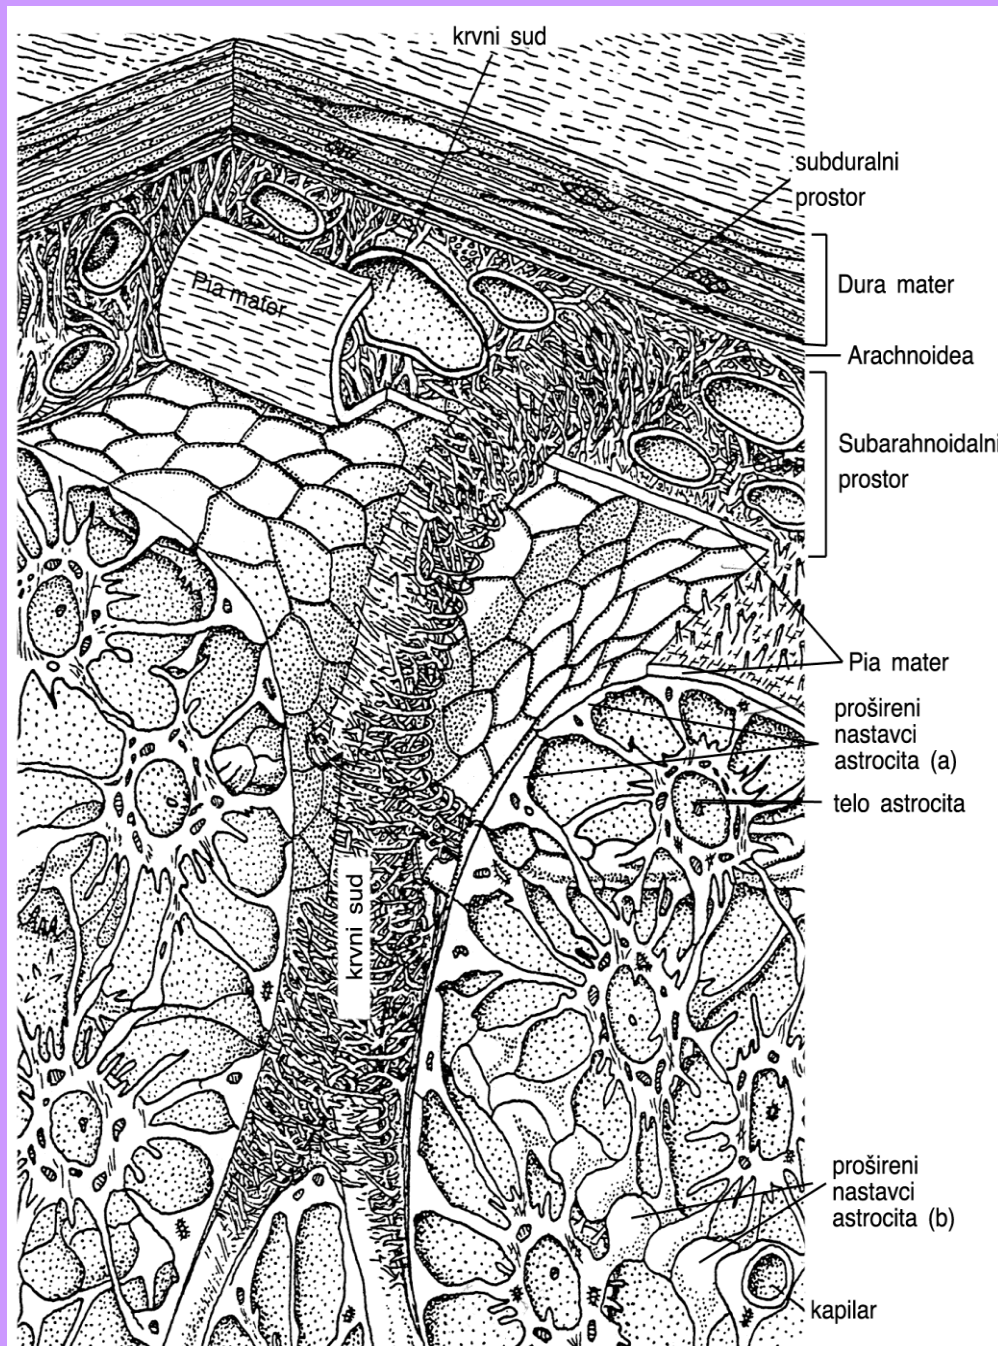 krvni sud
subduralni
prostor
Pia mater
Dura mater
Arachnoidea
Subarahnoidalni
prostor
Pia mater
prošireni
nastavci
astrocita (a)
telo astrocita
krvni sud
prošireni
nastavci
astrocita (b)
kapilar